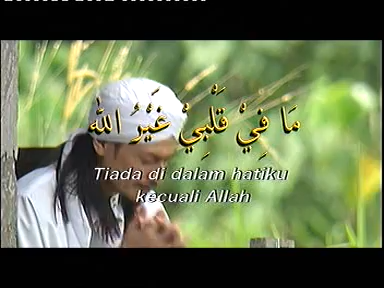 مَا فِيْ قَلْبِيْ غَيْرُ الله
Tiada di dalam hatiku
kecuali Allah